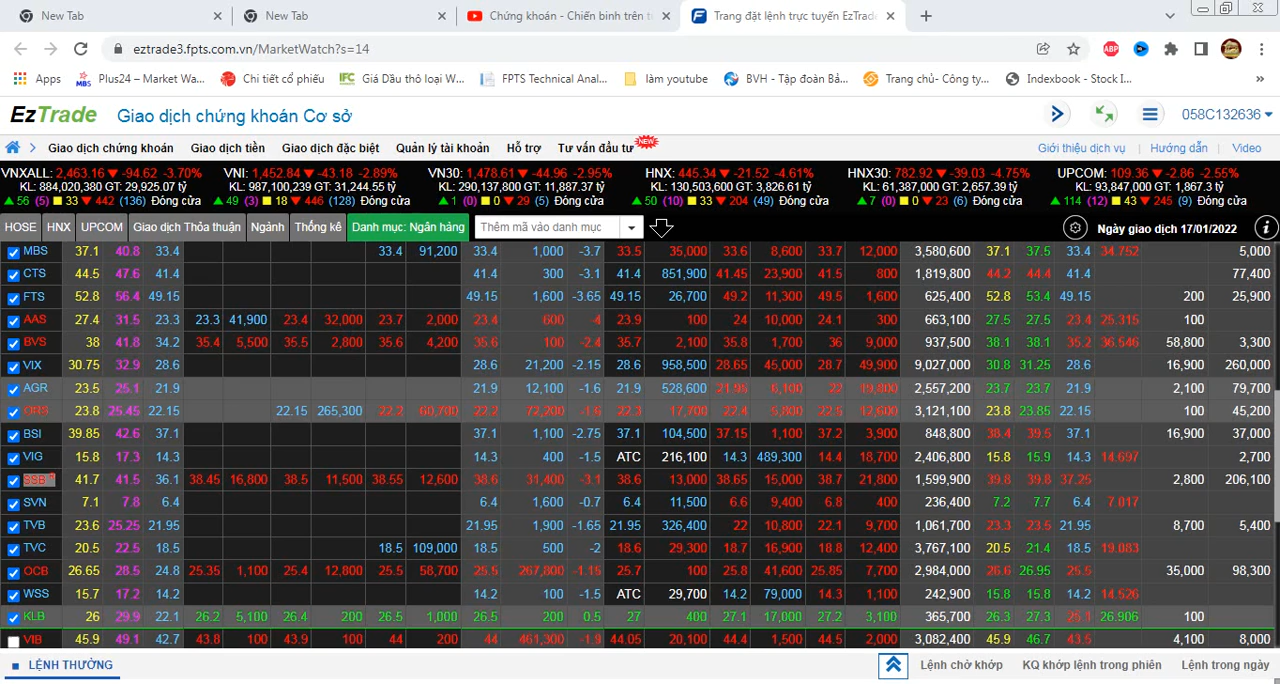 New Tab New Tab Chứng khoán - Chiến binh trên t Trang đặt lệnh trực tuyến EzTrad
eztrade3.fpts.com.vn/MarketWatch?s=14 ABP
Apps MBS Plus24 – Market Wa... Chi tiết cổ phiếu IFC Giá Dầu thô loại W... FPTS Technical Anal... làm youtube BVH - Tập đoàn Bả... Trang chủ- Công ty... Indexbook - Stock I... »
EzTrade Giao dịch chứng khoán Cơ sở 058C132636
Giao dịch chứng khoán Giao dịch tiền Giao dịch đặc biệt Quản lý tài khoản Hỗ trợ Tư vấn đầu tư NEW Giới thiệu dịch vụ Hướng dẫn Video
VNXALL: 2,463.16 ▼ -94.62 -3.70% VNI: 1,452.84 ▼ -43.18 -2.89% VN30: 1,478.61 ▼ -44.96 -2.95% HNX: 445.34 ▼ -21.52 -4.61% HNX30: 782.92 ▼ -39.03 -4.75% UPCOM: 109.36 ▼ -2.86 -2.55%
KL: 884,020,380 GT: 29,925.07 tỷ KL: 987,100,239 GT: 31,244.55 tỷ KL: 290,137,800 GT: 11,887.37 tỷ KL: 130,503,600 GT: 3,826.61 tỷ KL: 61,387,000 GT: 2,657.39 tỷ KL: 93,847,000 GT: 1,867.3 tỷ
▲ 56 (5) ■ 33 ▼ 442 (136) Đóng cửa ▲ 49 (3) ■ 18 ▼ 446 (128) Đóng cửa ▲ 1 (0) ■ 0 ▼ 29 (5) Đóng cửa ▲ 50 (10) ■ 33 ▼ 204 (49) Đóng cửa ▲ 7 (0) ■ 0 ▼ 23 (6) Đóng cửa ▲ 114 (12) ■ 43 ▼ 245 (9) Đóng cửa
HOSE HNX UPCOM Giao dịch Thỏa thuận Ngành Thống kê Danh mục: Ngân hàng Thêm mã vào danh mục Ngày giao dịch 17/01/2022
MBS 37.1 40.8 33.4 33.4 91,200 33.4 1,000 -3.7 33.5 35,000 33.6 8,600 33.7 12,000 3,580,600 37.1 37.5 33.4 34.752 5,000
CTS 44.5 47.6 41.4 41.4 300 -3.1 41.4 851,900 41.45 23,900 41.5 800 1,819,800 44.2 44.4 41.4 77,400
FTS 52.8 56.4 49.15 49.15 1,600 -3.65 49.15 26,700 49.2 11,300 49.5 1,600 625,400 52.8 53.4 49.15 200 25,900
AAS 27.4 31.5 23.3 23.3 41,900 23.4 32,000 23.7 2,000 23.4 600 -4 23.9 100 24 10,000 24.1 300 663,100 27.5 27.5 23.4 25.315 100
BVS 38 41.8 34.2 35.4 5,500 35.5 2,800 35.6 4,200 35.6 100 -2.4 35.7 2,100 35.8 1,700 36 9,000 937,500 38.1 38.1 35.2 36.546 58,800 3,300
VIX 30.75 32.9 28.6 28.6 21,200 -2.15 28.6 958,500 28.65 45,000 28.7 49,900 9,027,000 30.8 31.25 28.6 16,900 260,000
AGR 23.5 25.1 21.9 21.9 12,100 -1.6 21.9 528,600 21.95 6,100 22 19,800 2,557,200 23.7 23.7 21.9 2,100 79,700
ORS 23.8 25.45 22.15 22.15 265,300 22.2 60,700 22.2 72,200 -1.6 22.3 17,700 22.4 9,800 22.5 12,600 3,121,100 23.8 23.85 22.15 100 45,200
BSI 39.85 42.6 37.1 37.1 1,100 -2.75 37.1 104,500 37.15 1,100 37.2 3,900 848,800 38.4 39.5 37.1 16,900 37,000
VIG 15.8 17.3 14.3 14.3 400 -1.5 ATC 216,100 14.3 489,300 14.4 18,700 2,406,800 15.8 15.9 14.3 14.697 2,700
SSB 41.7 41.5 36.1 38.45 16,800 38.5 11,500 38.55 12,600 38.6 31,400 -3.1 38.6 13,000 38.65 15,000 38.7 21,800 1,599,900 39.8 39.8 37.25 2,800 206,100
SVN 7.1 7.8 6.4 6.4 1,600 -0.7 6.4 11,500 6.6 9,400 6.8 400 236,400 7.2 7.7 6.4 7.017
TVB 23.6 25.25 21.95 21.95 1,900 -1.65 21.95 326,400 22 10,800 22.1 9,700 1,061,700 23.3 23.5 21.95 8,700 5,400
TVC 20.5 22.5 18.5 18.5 109,000 18.5 500 -2 18.6 29,300 18.7 16,900 18.8 12,400 3,767,100 20.5 21.4 18.5 19.083
OCB 26.65 28.5 24.8 25.35 1,100 25.4 12,800 25.5 58,700 25.5 267,800 -1.15 25.7 100 25.8 41,600 25.85 7,700 2,984,000 26.6 26.95 25.5 35,000 98,300
WSS 15.7 17.2 14.2 14.2 100 -1.5 ATC 29,700 14.2 79,000 14.3 1,100 242,900 15.8 15.8 14.2 14.526
KLB 26 29.9 22.1 26.2 5,100 26.4 200 26.5 1,000 26.5 200 0.5 27 400 27.1 17,000 27.2 3,100 365,700 26.3 27 25.1 26.906 100
VIB 45.9 49.1 42.7 43.8 100 43.9 100 44 200 44 461,300 -1.9 44.05 20,100 44.4 1,500 44.5 2,000 3,082,400 45.9 46.7 43.5 4,100 8,000
LỆNH THƯỜNG Lệnh chờ khớp KQ khớp lệnh trong phiên Lệnh trong ngày